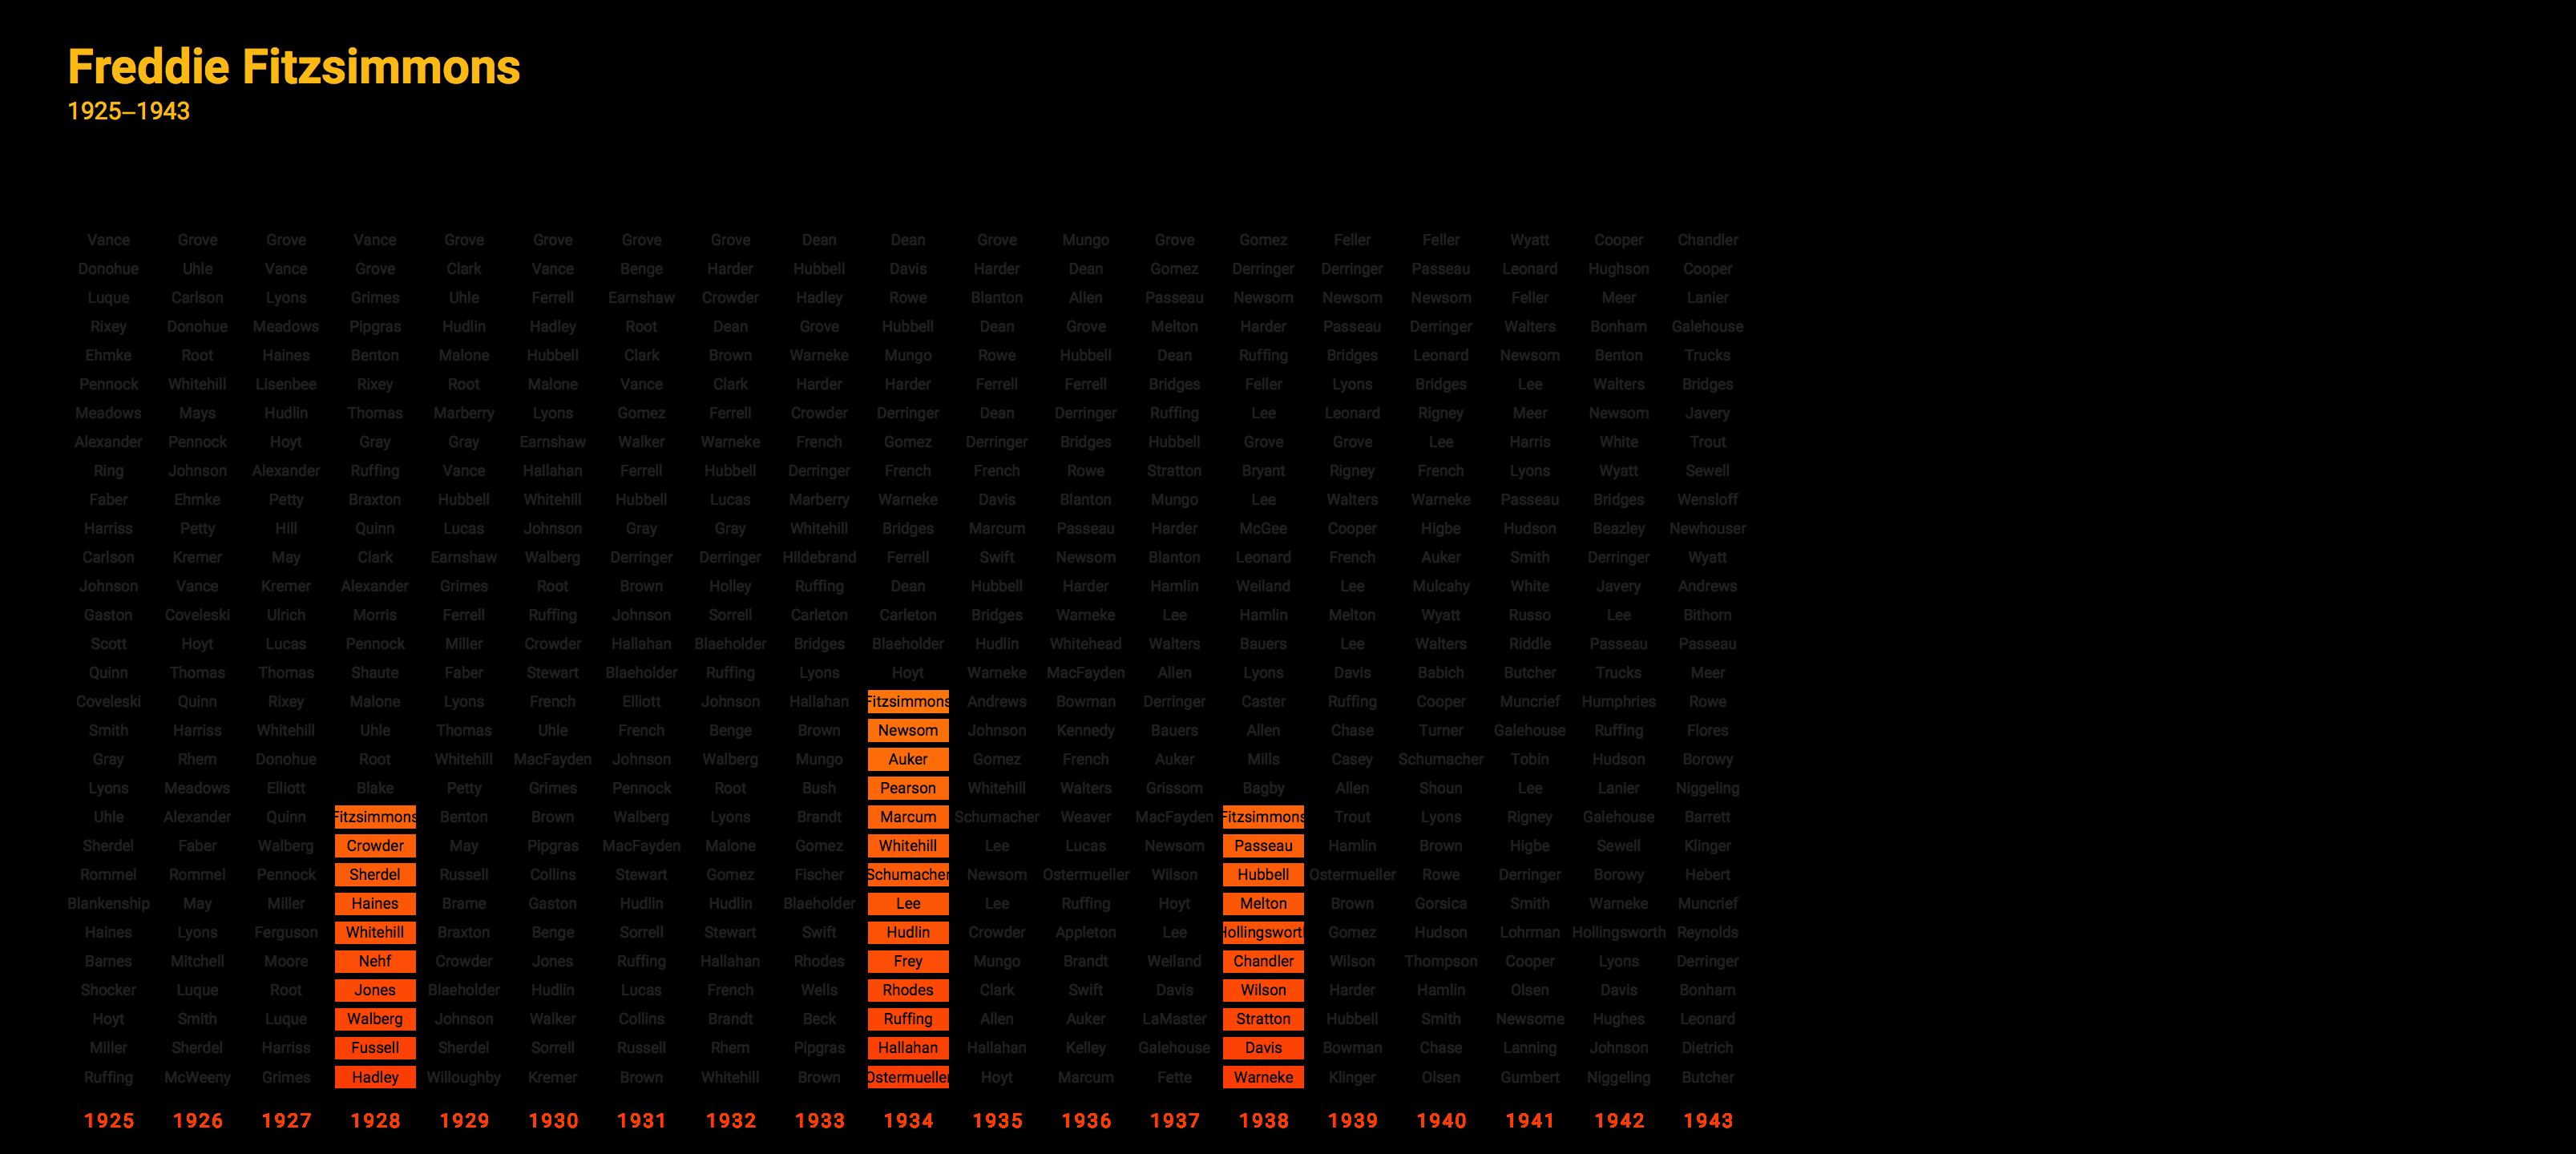 Freddie Fitzsimmons
1925–1943
Vance Grove Grove Vance Grove Grove Grove Grove Dean Dean Grove Mungo Grove Gomez Feller Feller Wyatt Cooper Chandler
Donohue Uhle Vance Grove Clark Vance Benge Harder Hubbell Davis Harder Dean Gomez Derringer Derringer Passeau Leonard Hughson Cooper
Luque Carlson Lyons Grimes Uhle Ferrell Earnshaw Crowder Hadley Rowe Blanton Allen Passeau Newsom Newsom Newsom Feller Meer Lanier
Rixey Donohue Meadows Pipgras Hudlin Hadley Root Dean Grove Hubbell Dean Grove Melton Harder Passeau Derringer Walters Bonham Galehouse
Ehmke Root Haines Benton Malone Hubbell Clark Brown Warneke Mungo Rowe Hubbell Dean Ruffing Bridges Leonard Newsom Benton Trucks
Pennock Whitehill Lisenbee Rixey Root Malone Vance Clark Harder Harder Ferrell Ferrell Bridges Feller Lyons Bridges Lee Walters Bridges
Meadows Mays Hudlin Thomas Marberry Lyons Gomez Ferrell Crowder Derringer Dean Derringer Ruffing Lee Leonard Rigney Meer Newsom Javery
Alexander Pennock Hoyt Gray Gray Earnshaw Walker Warneke French Gomez Derringer Bridges Hubbell Grove Grove Lee Harris White Trout
Ring Johnson Alexander Ruffing Vance Hallahan Ferrell Hubbell Derringer French French Rowe Stratton Bryant Rigney French Lyons Wyatt Sewell
Faber Ehmke Petty Braxton Hubbell Whitehill Hubbell Lucas Marberry Warneke Davis Blanton Mungo Lee Walters Warneke Passeau Bridges Wensloff
Harriss Petty Hill Quinn Lucas Johnson Gray Gray Whitehill Bridges Marcum Passeau Harder McGee Cooper Higbe Hudson Beazley Newhouser
Carlson Kremer May Clark Earnshaw Walberg Derringer Derringer Hildebrand Ferrell Swift Newsom Blanton Leonard French Auker Smith Derringer Wyatt
Johnson Vance Kremer Alexander Grimes Root Brown Holley Ruffing Dean Hubbell Harder Hamlin Weiland Lee Mulcahy White Javery Andrews
Gaston Coveleski Ulrich Morris Ferrell Ruffing Johnson Sorrell Carleton Carleton Bridges Warneke Lee Hamlin Melton Wyatt Russo Lee Bithorn
Scott Hoyt Lucas Pennock Miller Crowder Hallahan Blaeholder Bridges Blaeholder Hudlin Whitehead Walters Bauers Lee Walters Riddle Passeau Passeau
Quinn Thomas Thomas Shaute Faber Stewart Blaeholder Ruffing Lyons Hoyt Warneke MacFayden Allen Lyons Davis Babich Butcher Trucks Meer
Coveleski Quinn Rixey Malone Lyons French Elliott Johnson Hallahan Fitzsimmons Andrews Bowman Derringer Caster Ruffing Cooper Muncrief Humphries Rowe
Smith Harriss Whitehill Uhle Thomas Uhle French Benge Brown Newsom Johnson Kennedy Bauers Allen Chase Turner Galehouse Ruffing Flores
Gray Rhem Donohue Root Whitehill MacFayden Johnson Walberg Mungo Auker Gomez French Auker Mills Casey Schumacher Tobin Hudson Borowy
Lyons Meadows Elliott Blake Petty Grimes Pennock Root Bush Pearson Whitehill Walters Grissom Bagby Allen Shoun Lee Lanier Niggeling
Uhle Alexander Quinn Fitzsimmons Benton Brown Walberg Lyons Brandt Marcum Schumacher Weaver MacFayden Fitzsimmons Trout Lyons Rigney Galehouse Barrett
Sherdel Faber Walberg Crowder May Pipgras MacFayden Malone Gomez Whitehill Lee Lucas Newsom Passeau Hamlin Brown Higbe Sewell Klinger
Rommel Rommel Pennock Sherdel Russell Collins Stewart Gomez Fischer Schumacher Newsom Ostermueller Wilson Hubbell Ostermueller Rowe Derringer Borowy Hebert
Blankenship May Miller Haines Brame Gaston Hudlin Hudlin Blaeholder Lee Lee Ruffing Hoyt Melton Brown Gorsica Smith Warneke Muncrief
Haines Lyons Ferguson Whitehill Braxton Benge Sorrell Stewart Swift Hudlin Crowder Appleton Lee Hollingsworth Gomez Hudson Lohrman Hollingsworth Reynolds
Barnes Mitchell Moore Nehf Crowder Jones Ruffing Hallahan Rhodes Frey Mungo Brandt Weiland Chandler Wilson Thompson Cooper Lyons Derringer
Shocker Luque Root Jones Blaeholder Hudlin Lucas French Wells Rhodes Clark Swift Davis Wilson Harder Hamlin Olsen Davis Bonham
Hoyt Smith Luque Walberg Johnson Walker Collins Brandt Beck Ruffing Allen Auker LaMaster Stratton Hubbell Smith Newsome Hughes Leonard
Miller Sherdel Harriss Fussell Sherdel Sorrell Russell Rhem Pipgras Hallahan Hallahan Kelley Galehouse Davis Bowman Chase Lanning Johnson Dietrich
Ruffing McWeeny Grimes Hadley Willoughby Kremer Brown Whitehill Brown Ostermueller Hoyt Marcum Fette Warneke Klinger Olsen Gumbert Niggeling Butcher
1925 1926 1927 1928 1929 1930 1931 1932 1933 1934 1935 1936 1937 1938 1939 1940 1941 1942 1943